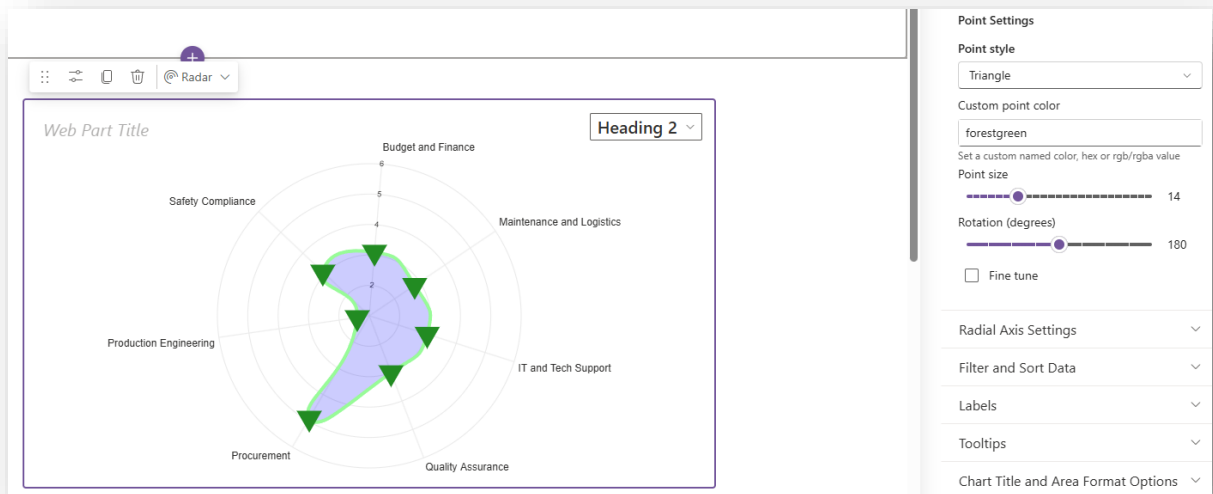 Radar
Web Part Title
Heading 2
Budget and Finance
6
Safety Compliance
5
Maintenance and Logistics
4
2
Production Engineering
IT and Tech Support
Procurement
Quality Assurance
Point Settings
Point style
Triangle
Custom point color
forestgreen
Set a custom named color, hex or rgb/rgba value
Point size
14
Rotation (degrees)
180
Fine tune
Radial Axis Settings
Filter and Sort Data
Labels
Tooltips
Chart Title and Area Format Options